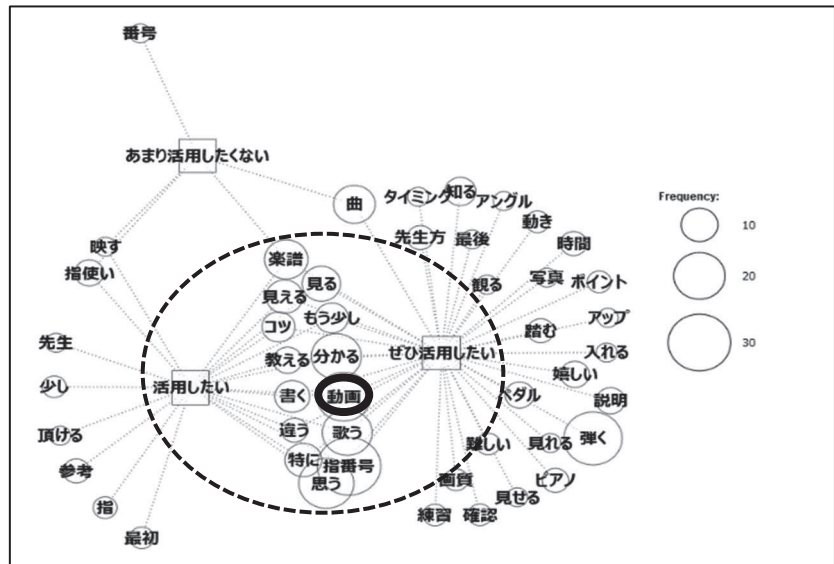 番号
あまり活用したくない
曲
タイミング
知る
アングル
先生方
最後
動き
時間
映す
指使い
楽譜
見る
見える
もう少し
コツ
分かる
教える
観る
写真
ポイント
アップ
踏む
ぜひ活用したい
入れる
嬉しい
説明
先生
少し
活用したい
書く
動画
ペダル
頂ける
違う
歌う
難しい
見れる
弾く
参考
特に
指番号
思う
画質
見せる
ピアノ
指
最初
練習
確認
Frequency:
10
20
30